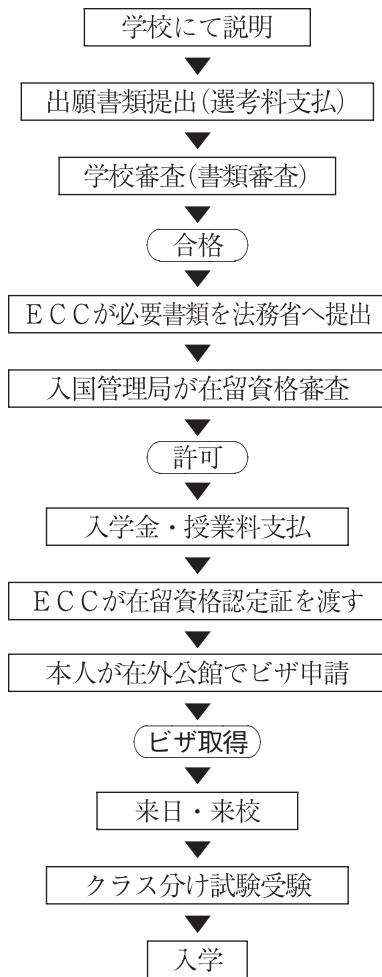 学校にて説明
出願書類提出(選考料支払)
学校審査(書類審査)
合格
ＥＣＣが必要書類を法務省へ提出
入国管理局が在留資格審査
許可
入学金・授業料支払
ＥＣＣが在留資格認定証を渡す
本人が在外公館でビザ申請
ビザ取得
来日・来校
クラス分け試験受験
入学